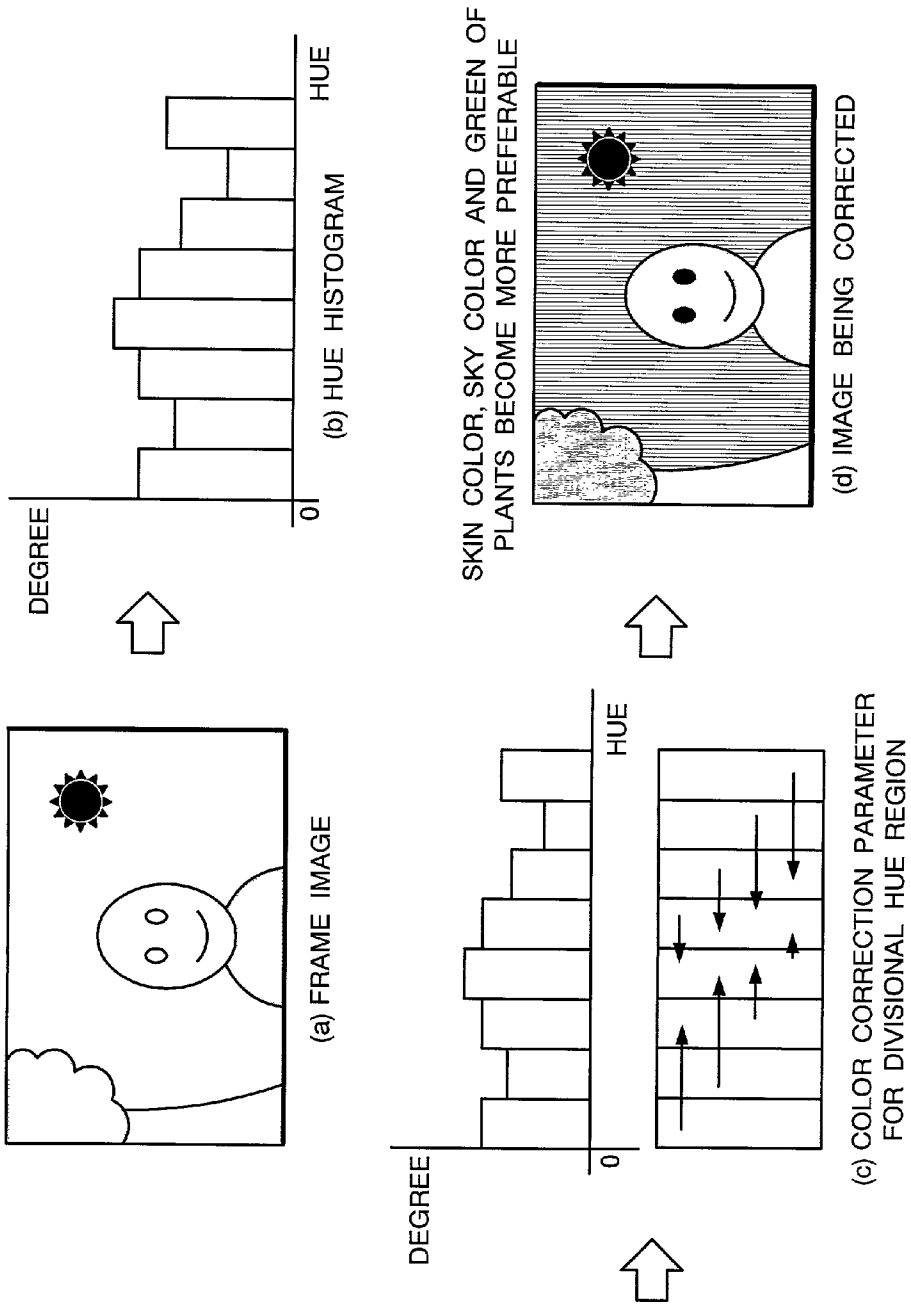 (a) FRAME IMAGE
DEGREE
0
HUE
(b) HUE HISTOGRAM
DEGREE
0
HUE
(c) COLOR CORRECTION PARAMETER
FOR DIVISIONAL HUE REGION
SKIN COLOR, SKY COLOR AND GREEN OF
PLANTS BECOME MORE PREFERABLE
(d) IMAGE BEING CORRECTED